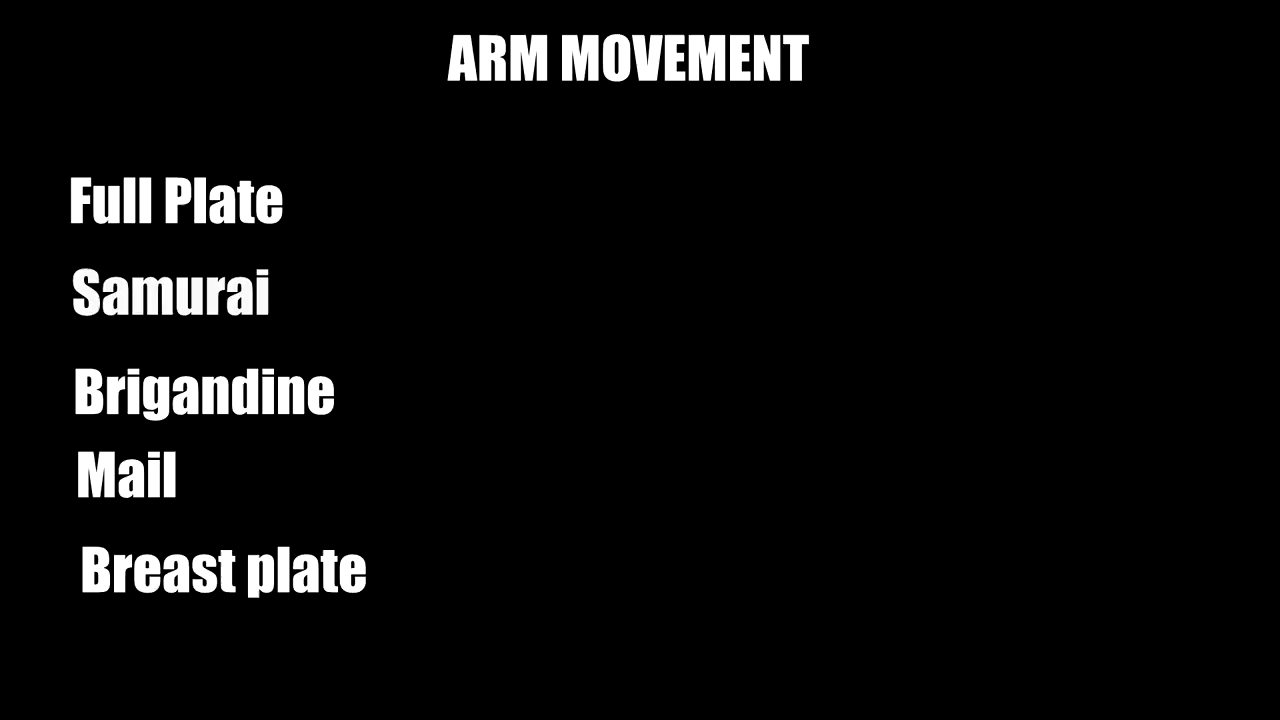 ARM MOVEMENT
Full Plate
Samurai
Brigandine
Mail
Breast plate